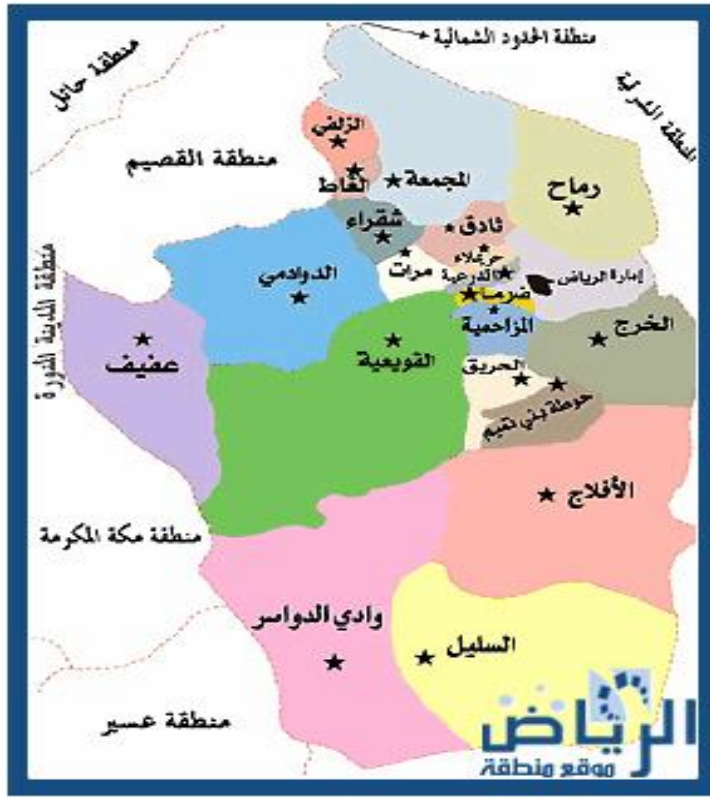 منطقة الحدود الشمالية
منطقة حائل
المنطقة الشرقية
الزلفي
منطقة القصيم
الغاط
المجمعة
رماح
شقراء
ثادق
حريملاء
مرات
الدرعية
إمارة الرياض
الدوادمي
ضرما
منطقة المدينة المنورة
المزاحمية
الخرج
عفيف
القويعية
الحريق
حوطة بني تميم
الأفلاج
منطقة مكة المكرمة
وادي الدواسر
السليل
منطقة عسير
الرياض
موقع منطقة